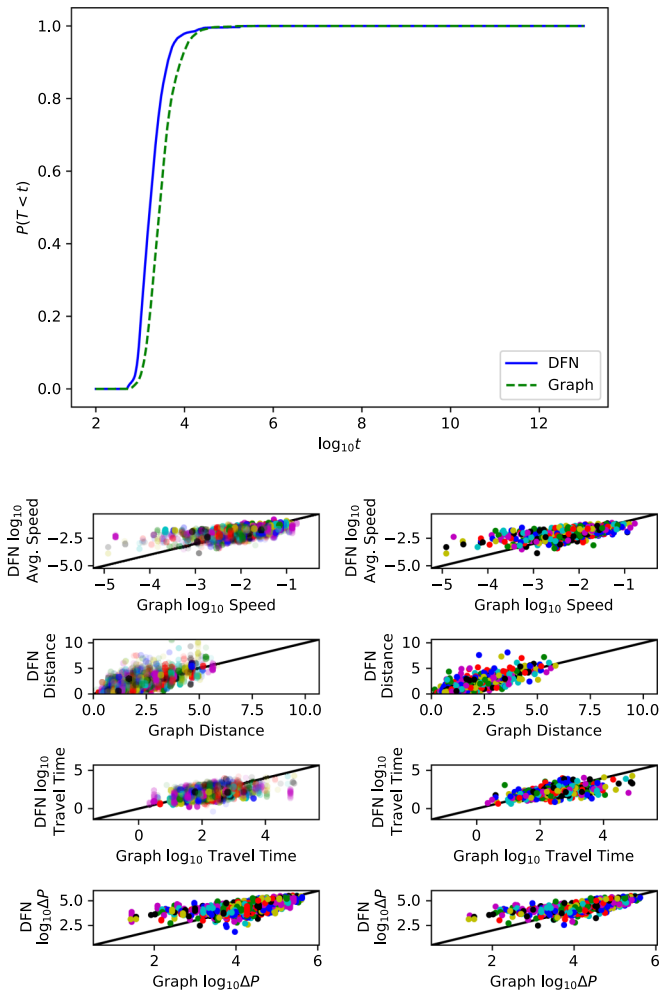 1.0
0.8
0.6
0.4
0.2
0.0
P(T < t)
DFN
Graph
2 4 6 8 10 12
log₁₀t
DFN log₁₀
Avg. Speed
−2.5
−5.0
−5 −4 −3 −2 −1
Graph log₁₀ Speed
DFN log₁₀
Avg. Speed
−2.5
−5.0
−5 −4 −3 −2 −1
Graph log₁₀ Speed
DFN
Distance
10
5
0
0.0 2.5 5.0 7.5 10.0
Graph Distance
DFN
Distance
10
5
0
0.0 2.5 5.0 7.5 10.0
Graph Distance
DFN log₁₀
Travel Time
5
0
0 2 4
Graph log₁₀ Travel Time
DFN log₁₀
Travel Time
5
0
0 2 4
Graph log₁₀ Travel Time
DFN
log₁₀ΔP
5.0
2.5
2 4 6
Graph log₁₀ΔP
DFN
log₁₀ΔP
5.0
2.5
2 4 6
Graph log₁₀ΔP